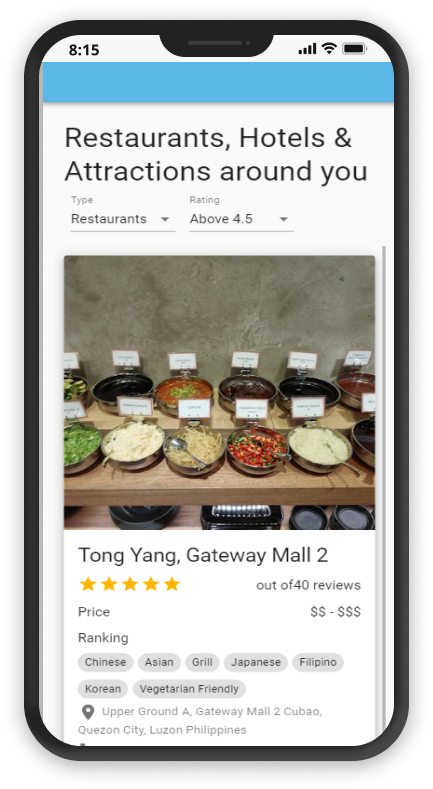 8:15
Restaurants, Hotels &
Attractions around you
Type
Rating
Restaurants
Above 4.5
Tong Yang, Gateway Mall 2
out of40 reviews
Price
$$ - $$$
Ranking
Chinese
Asian
Grill
Japanese
Filipino
Korean
Vegetarian Friendly
Upper Ground A, Gateway Mall 2 Cubao,
Quezon City, Luzon Philippines